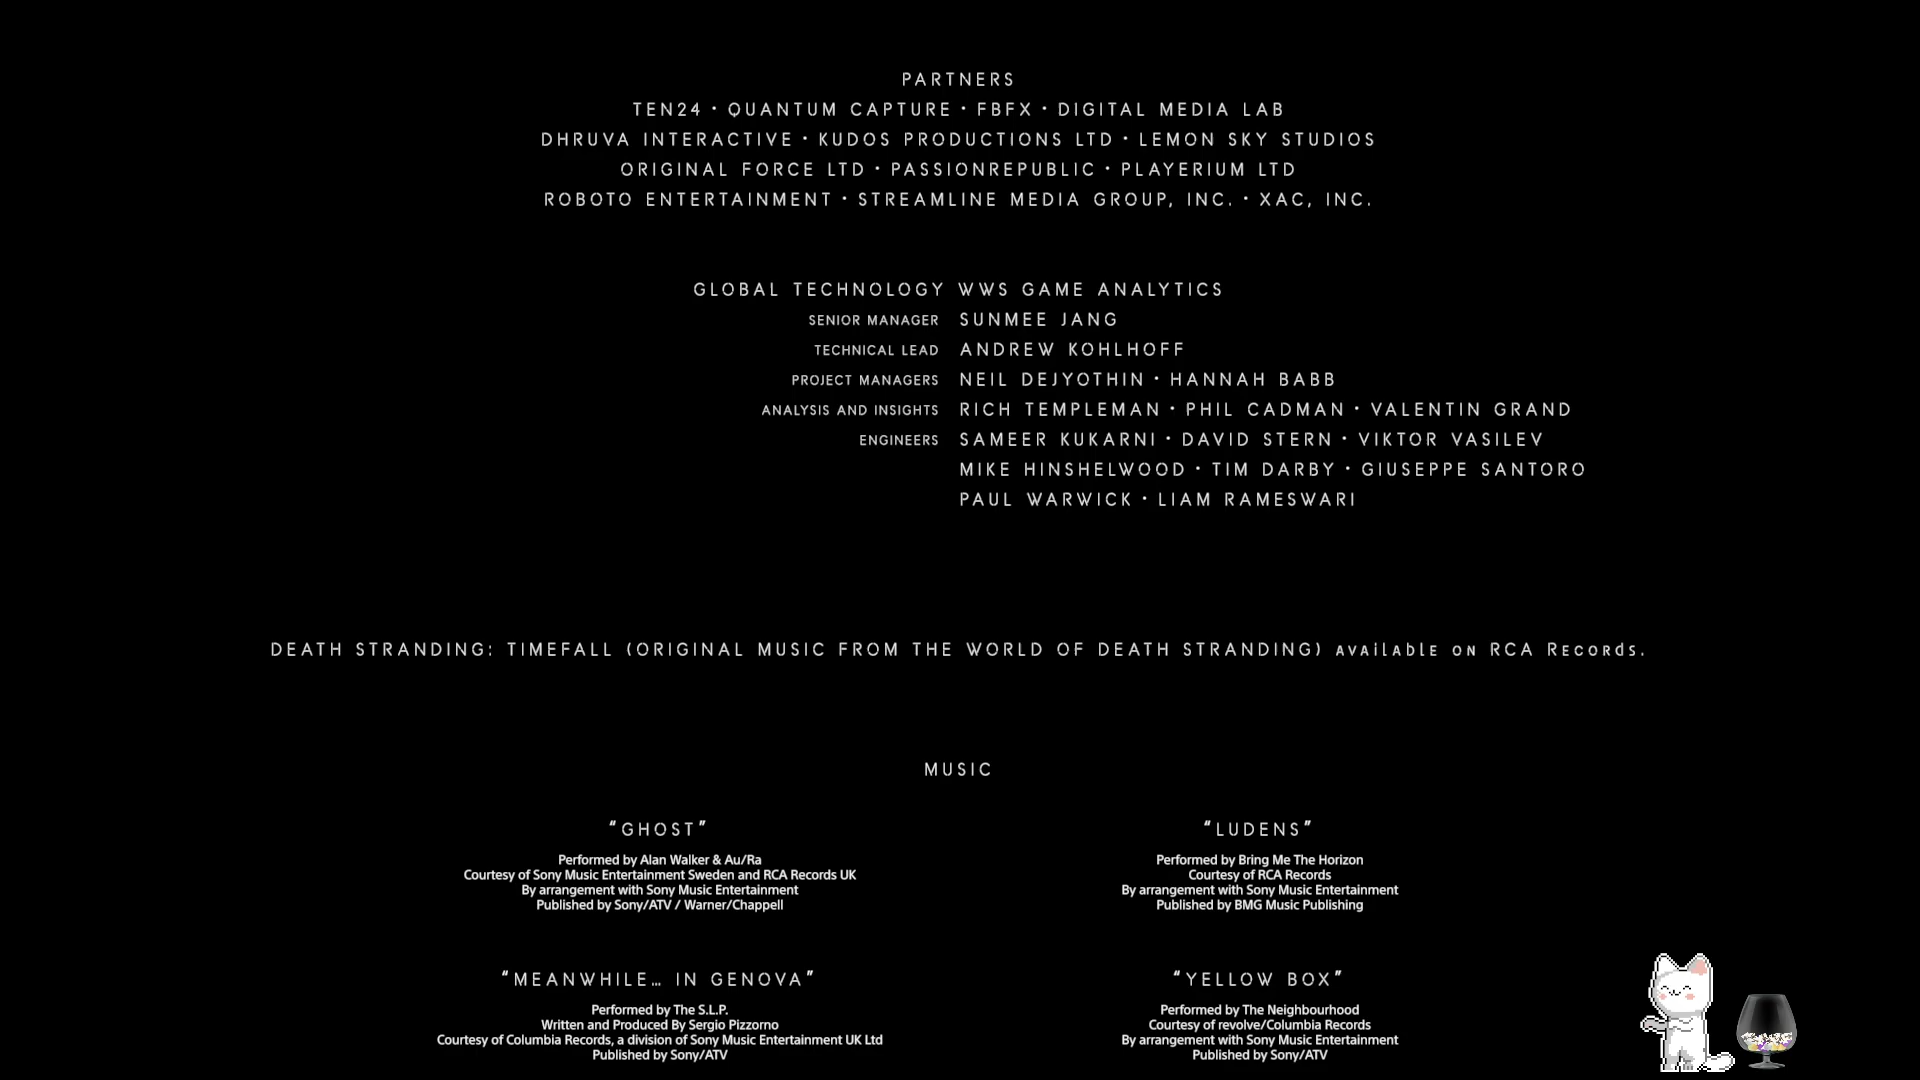 PARTNERS
TEN24 · QUANTUM CAPTURE · FBFX · DIGITAL MEDIA LAB
DHRUVA INTERACTIVE · KUDOS PRODUCTIONS LTD · LEMON SKY STUDIOS
ORIGINAL FORCE LTD · PASSIONREPUBLIC · PLAYERIUM LTD
ROBOTO ENTERTAINMENT · STREAMLINE MEDIA GROUP, INC. · XAC, INC.
GLOBAL TECHNOLOGY WWS GAME ANALYTICS
SENIOR MANAGER SUNMEE JANG
TECHNICAL LEAD ANDREW KOHLHOFF
PROJECT MANAGERS NEIL DEJYOTHIN · HANNAH BABB
ANALYSIS AND INSIGHTS RICH TEMPLEMAN · PHIL CADMAN · VALENTIN GRAND
ENGINEERS SAMEER KUKARNI · DAVID STERN · VIKTOR VASILEV
MIKE HINSHELWOOD · TIM DARBY · GIUSEPPE SANTORO
PAUL WARWICK · LIAM RAMESWARI
DEATH STRANDING: TIMEFALL (ORIGINAL MUSIC FROM THE WORLD OF DEATH STRANDING) available on RCA Records.
MUSIC
“GHOST”
Performed by Alan Walker & Au/Ra
Courtesy of Sony Music Entertainment Sweden and RCA Records UK
By arrangement with Sony Music Entertainment
Published by Sony/ATV / Warner/Chappell
“LUDENS”
Performed by Bring Me The Horizon
Courtesy of RCA Records
By arrangement with Sony Music Entertainment
Published by BMG Music Publishing
“MEANWHILE… IN GENOVA”
Performed by The S.L.P.
Written and Produced By Sergio Pizzorno
Courtesy of Columbia Records, a division of Sony Music Entertainment UK Ltd
Published by Sony/ATV
“YELLOW BOX”
Performed by The Neighbourhood
Courtesy of revolve/Columbia Records
By arrangement with Sony Music Entertainment
Published by Sony/ATV